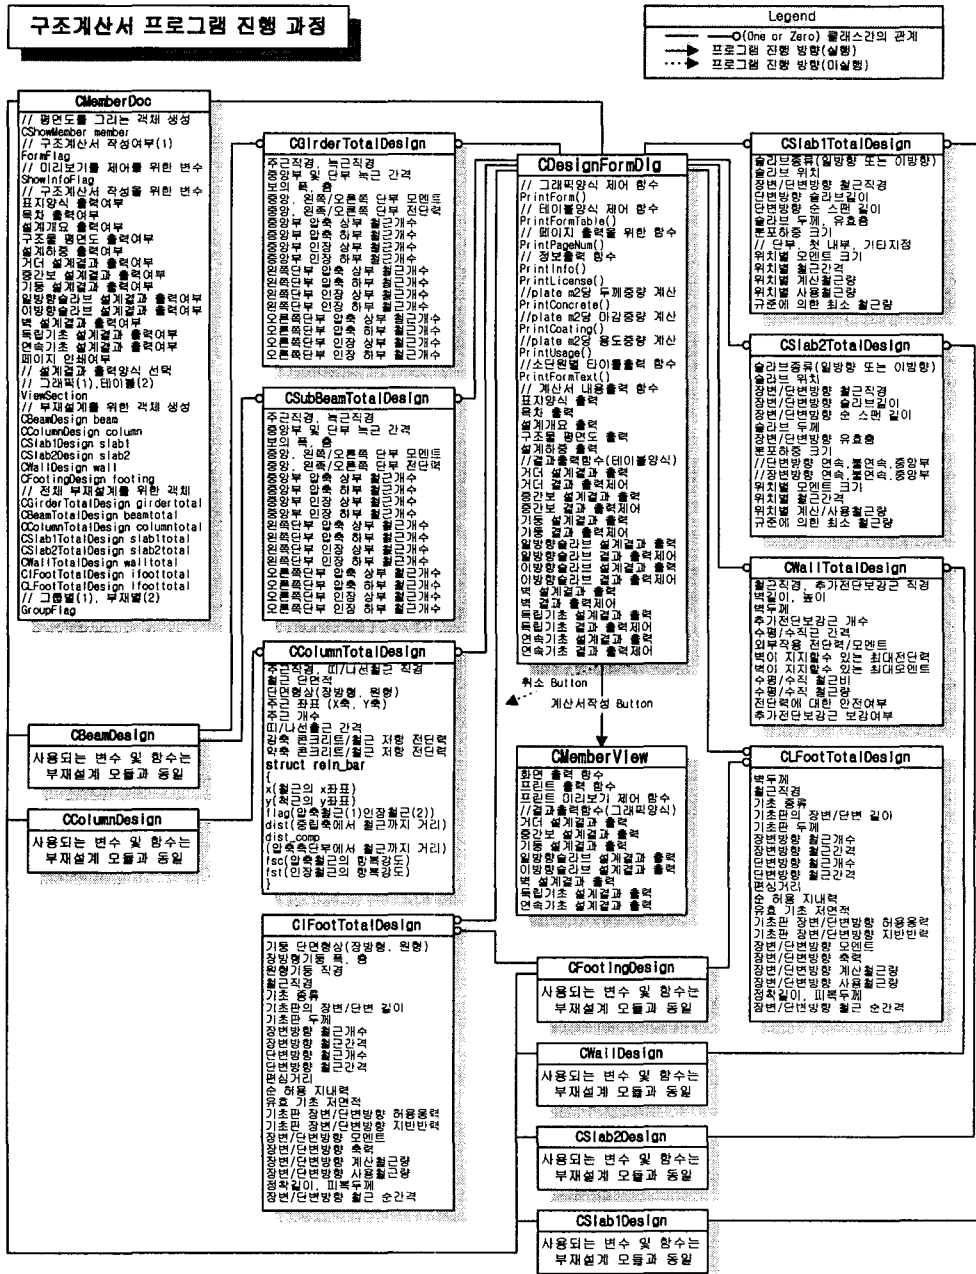 구조계산서 프로그램 진행 과정
Legend
(One or Zero) 클래스간의 관계
프로그램 진행 방향(실행)
프로그램 진행 방향(미실행)
CMemberDoc
// 평면도를 그리는 객체 생성
CShowMember member
// 구조계산서 작성여부(1)
FormFlag
// 미리보기를 제어를 위한 변수
ShowInfoFlag
// 구조계산서 작성을 위한 변수
표지양식 출력여부
목차 출력여부
설계개요 출력여부
구조물 평면도 출력여부
설계하중 출력여부
거더 설계결과 출력여부
중간보 설계결과 출력여부
기둥 설계결과 출력여부
일방향슬라브 설계결과 출력여부
이방향슬라브 설계결과 출력여부
벽 설계결과 출력여부
독립기초 설계결과 출력여부
연속기초 설계결과 출력여부
페이지 인쇄여부
// 설계결과 출력양식 선택
// 그래픽(1),테이블(2)
ViewSection
// 부재설계를 위한 객체 생성
CBeamDesign beam
CColumnDesign column
CSlab1Design slab1
CSlab2Design slab2
CWallDesign wall
CFootingDesign footing
// 전체 부재설계를 위한 객체
CGirderTotalDesign girdertotal
CBeamTotalDesign beamtotal
CColumnTotalDesign columntotal
CSlab1TotalDesign slab1total
CSlab2TotalDesign slab2total
CWallTotalDesign walltotal
CIFootTotalDesign ifoottotal
CLFootTotalDesign lfoottotal
// 그룹별(1), 부재별(2)
GroupFlag
CBeamDesign
사용되는 변수 및 함수는
부재설계 모듈과 동일
CColumnDesign
사용되는 변수 및 함수는
부재설계 모듈과 동일
CGirderTotalDesign
주근직경, 늑근직경
중앙부 및 단부 늑근 간격
보의 폭, 춤
중앙, 왼쪽/오른쪽 단부 모멘트
중앙, 왼쪽/오른쪽 단부 전단력
중앙부 압축 상부 철근개수
중앙부 압축 하부 철근개수
중앙부 인장 상부 철근개수
중앙부 인장 하부 철근개수
왼쪽단부 압축 상부 철근개수
왼쪽단부 압축 하부 철근개수
왼쪽단부 인장 상부 철근개수
왼쪽단부 인장 하부 철근개수
오른쪽단부 압축 상부 철근개수
오른쪽단부 압축 하부 철근개수
오른쪽단부 인장 상부 철근개수
오른쪽단부 인장 하부 철근개수
CSubBeamTotalDesign
주근직경, 늑근직경
중앙부 및 단부 늑근 간격
보의 폭, 춤
중앙, 왼쪽/오른쪽 단부 모멘트
중앙, 왼쪽/오른쪽 단부 전단력
중앙부 압축 상부 철근개수
중앙부 압축 하부 철근개수
중앙부 인장 상부 철근개수
중앙부 인장 하부 철근개수
왼쪽단부 압축 상부 철근개수
왼쪽단부 압축 하부 철근개수
왼쪽단부 인장 상부 철근개수
왼쪽단부 인장 하부 철근개수
오른쪽단부 압축 상부 철근개수
오른쪽단부 압축 하부 철근개수
오른쪽단부 인장 상부 철근개수
오른쪽단부 인장 하부 철근개수
CColumnTotalDesign
주근직경, 띠/나선철근 직경
철근 단면적
단면형상(장방형, 원형)
주근 좌표 (X축, Y축)
주근 개수
띠/나선철근 간격
강축 콘크리트/철근 저항 전단력
약축 콘크리트/철근 저항 전단력
struct rein_bar
{
x(철근의 x좌표)
y(척근의 y좌표)
flag(압축철근(1)인장철근(2))
dist(중립축에서 철근까지 거리)
dist_comp
(압축측단부에서 철근까지 거리)
fsc(압축철근의 항복강도)
fst(인장철근의 항복강도)
}
CIFootTotalDesign
기둥 단면형상(장방형, 원형)
장방형기둥 폭, 춤
원형기둥 직경
철근직경
기초 종류
기초판의 장변/단변 길이
기초판 두께
장변방향 철근개수
장변방향 철근간격
단변방향 철근개수
단변방향 철근간격
편심거리
순 허용 지내력
유효 기초 저면적
기초판 장변/단변방향 허용응력
기초판 장변/단변방향 지반반력
장변/단변방향 모멘트
장변/단변방향 축력
장변/단변방향 계산철근량
장변/단변방향 사용철근량
정착길이, 피복두께
장변/단변방향 철근 순간격
CDesignFormDlg
// 그래픽양식 제어 함수
PrintForm()
// 테이블양식 제어 함수
PrintFormTable()
// 페이지 출력을 위한 함수
PrintPageNum()
// 정보출력 함수
PrintInfo()
PrintLicense()
//plate m2당 두께중량 계산
PrintConcrete()
//plate m2당 마감중량 계산
PrintCoating()
//plate m2당 용도중량 계산
PrintUsage()
//소단원별 타이틀출력 함수
PrintFormText()
// 계산서 내용출력 함수
표지양식 출력
목차 출력
설계개요 출력
구조물 평면도 출력
설계하중 출력
//결과출력함수(테이블양식)
거더 설계결과 출력
거더 결과 출력제어
중간보 설계결과 출력
중간보 결과 출력제어
기둥 설계결과 출력
기둥 결과 출력제어
일방향슬라브 설계결과 출력
일방향슬라브 결과 출력제어
이방향슬라브 설계결과 출력
이방향슬라브 결과 출력제어
벽 설계결과 출력
벽 결과 출력제어
독립기초 설계결과 출력
독립기초 결과 출력제어
연속기초 설계결과 출력
연속기초 결과 출력제어
취소 Button
계산서작성 Button
CMemberView
화면 출력 함수
프린트 출력 함수
프린트 미리보기 제어 함수
//결과출력함수(그래픽양식)
거더 설계결과 출력
중간보 설계결과 출력
기둥 설계결과 출력
일방향슬라브 설계결과 출력
이방향슬라브 설계결과 출력
벽 설계결과 출력
독립기초 설계결과 출력
연속기초 설계결과 출력
CFootingDesign
사용되는 변수 및 함수는
부재설계 모듈과 동일
CWallDesign
사용되는 변수 및 함수는
부재설계 모듈과 동일
CSlab2Design
사용되는 변수 및 함수는
부재설계 모듈과 동일
CSlab1Design
사용되는 변수 및 함수는
부재설계 모듈과 동일
CSlab1TotalDesign
슬라브종류(일방향 또는 이방향)
슬라브 위치
장변/단변방향 철근직경
단변방향 슬라브길이
단변방향 순 스팬 길이
슬라브 두께, 유효춤
분포하중 크기
// 단부, 첫 내부, 기타지정
위치별 모멘트 크기
위치별 철근간격
위치별 계산철근량
위치별 사용철근량
규준에 의한 최소 철근량
CSlab2TotalDesign
슬라브종류(일방향 또는 이방향)
슬라브 위치
장변/단변방향 철근직경
장변/단변방향 슬라브길이
장변/단변방향 순 스팬 길이
슬라브 두께
장변/단변방향 유효춤
분포하중 크기
//단변방향 연속,불연속,중앙부
//장변방향 연속,불연속,중앙부
위치별 모멘트 크기
위치별 철근간격
위치별 계산/사용철근량
규준에 의한 최소 철근량
CWallTotalDesign
철근직경, 추가전단보강근 직경
벽길이, 높이
벽두께
추가전단보강근 개수
수평/수직근 간격
외부작용 전단력/모멘트
벽이 지지할수 있는 최대전단력
벽이 지지할수 있는 최대모멘트
수평/수직 철근비
수평/수직 철근량
전단력에 대한 안전여부
추가전단보강근 보강여부
CLFootTotalDesign
벽두께
철근직경
기초 종류
기초판의 장변/단변 길이
기초판 두께
장변방향 철근개수
장변방향 철근간격
단변방향 철근개수
단변방향 철근간격
편심거리
순 허용 지내력
유효 기초 저면적
기초판 장변/단변방향 허용응력
기초판 장변/단변방향 지반반력
장변/단변방향 모멘트
장변/단변방향 축력
장변/단변방향 계산철근량
장변/단변방향 사용철근량
정착길이, 피복두께
장변/단변방향 철근 순간격